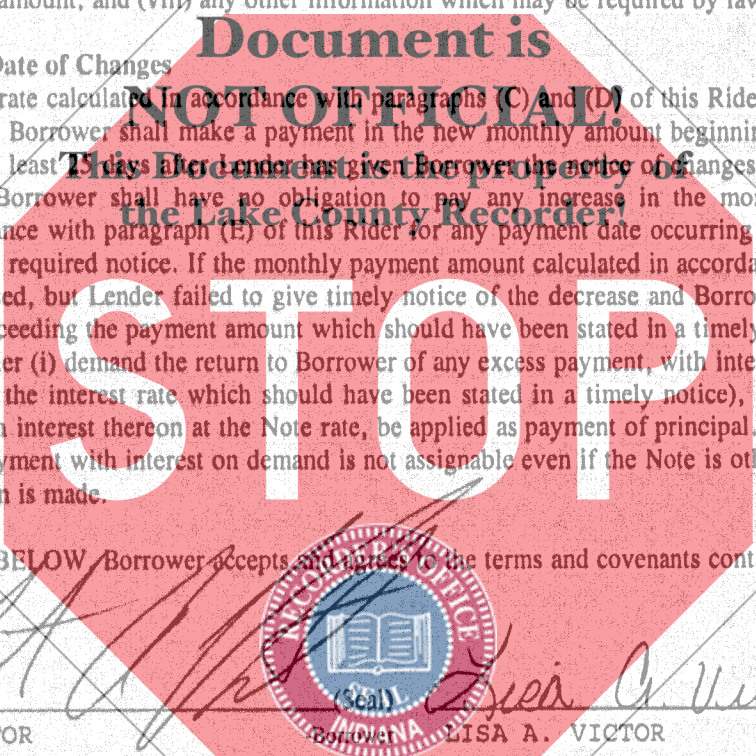 amount, and (viii) any other information which may be required by law
Document is
Date of Changes
NOT OFFICIAL!
rate calculated in accordance with paragraphs (C) and (D) of this Ride
Borrower shall make a payment in the new monthly amount beginni
This Document is the property of
least 25 days after Lender has given Borrower the notice of changes
Borrower shall have no obligation to pay any increase in the mo
the Lake County Recorder!
nce with paragraph (E) of this Rider for any payment date occurring
required notice. If the monthly payment amount calculated in accorda
sed, but Lender failed to give timely notice of the decrease and Borro
ceeding the payment amount which should have been stated in a timely
er (i) demand the return to Borrower of any excess payment, with inte
the interest rate which should have been stated in a timely notice),
n interest thereon at the Note rate, be applied as payment of principal.
yment with interest on demand is not assignable even if the Note is oth
n is made.
STOP
BELOW Borrower accepts and agrees to the terms and covenants cont
RECORDER'S OFFICE
SEAL
INDIANA
(Seal)
Lisa A. Vi
TOR
Borrower
LISA A. VICTOR